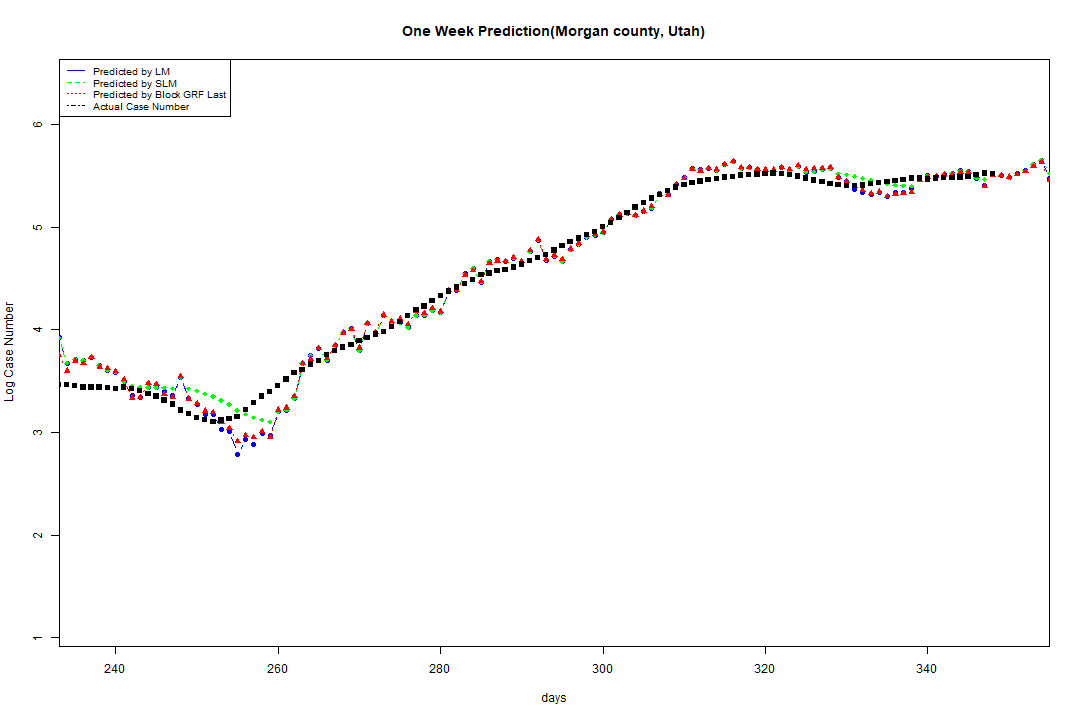 One Week Prediction(Morgan county, Utah)
Predicted by LM
Predicted by SLM
Predicted by Block GRF Last
Actual Case Number
6
5
4
3
2
1
Log Case Number
240 260 280 300 320 340
days